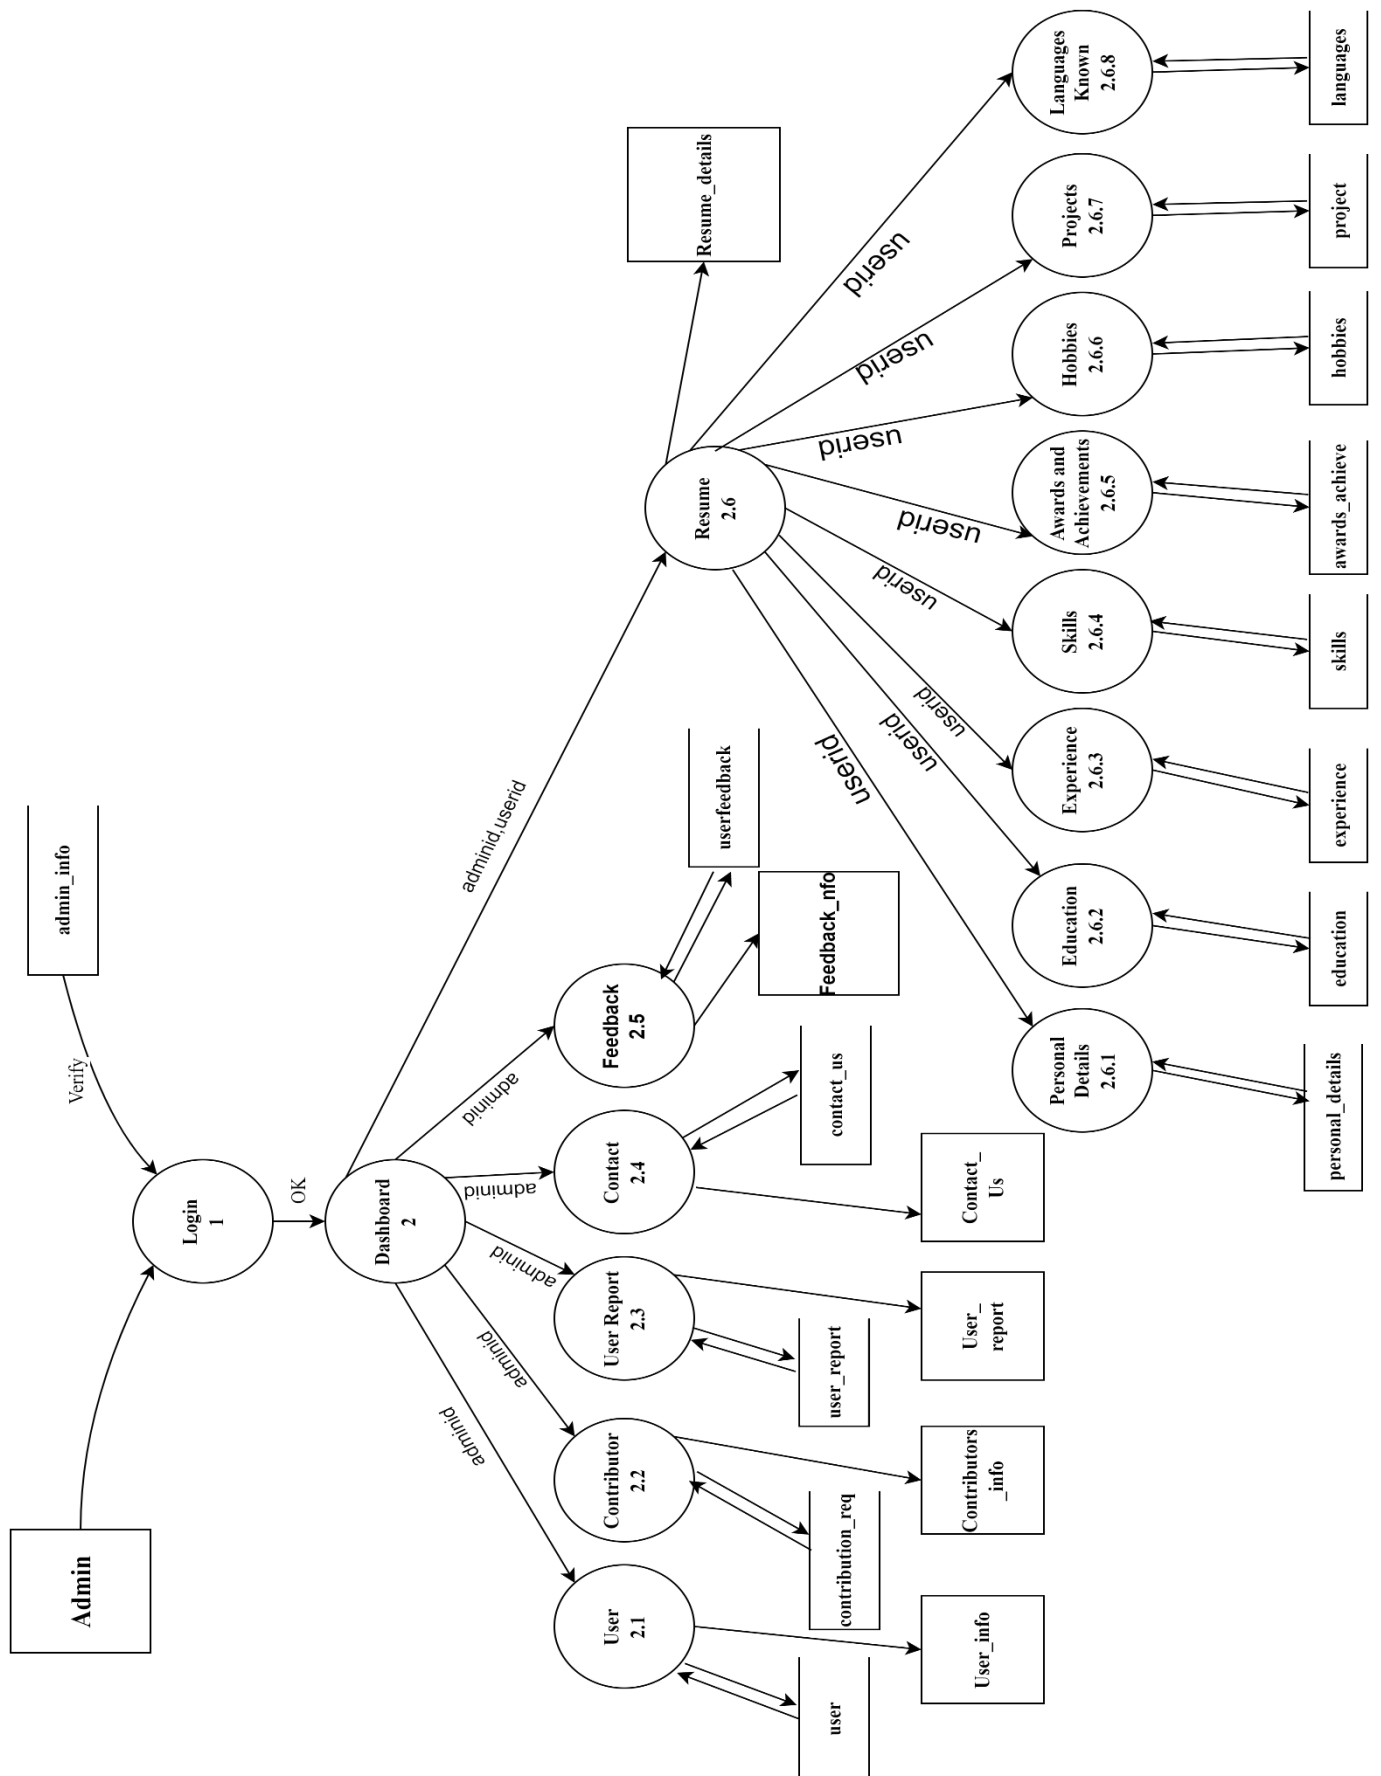 Admin
admin_info
Verify
Login
1
OK
Dashboard
2
adminid
adminid
adminid
adminid
adminid
adminid,userid
User
2.1
Contributor
2.2
User Report
2.3
Contact
2.4
Feedback
2.5
Resume
2.6
Resume_details
user
contribution_req
user_report
contact_us
userfeedback
User_info
Contributors
_info
User_
report
Contact_
Us
Feedback_nfo
userid
userid
userid
userid
userid
userid
userid
userid
Personal
Details
2.6.1
Education
2.6.2
Experience
2.6.3
Skills
2.6.4
Awards and
Achievements
2.6.5
Hobbies
2.6.6
Projects
2.6.7
Languages
Known
2.6.8
personal_details
education
experience
skills
awards_achieve
hobbies
project
languages